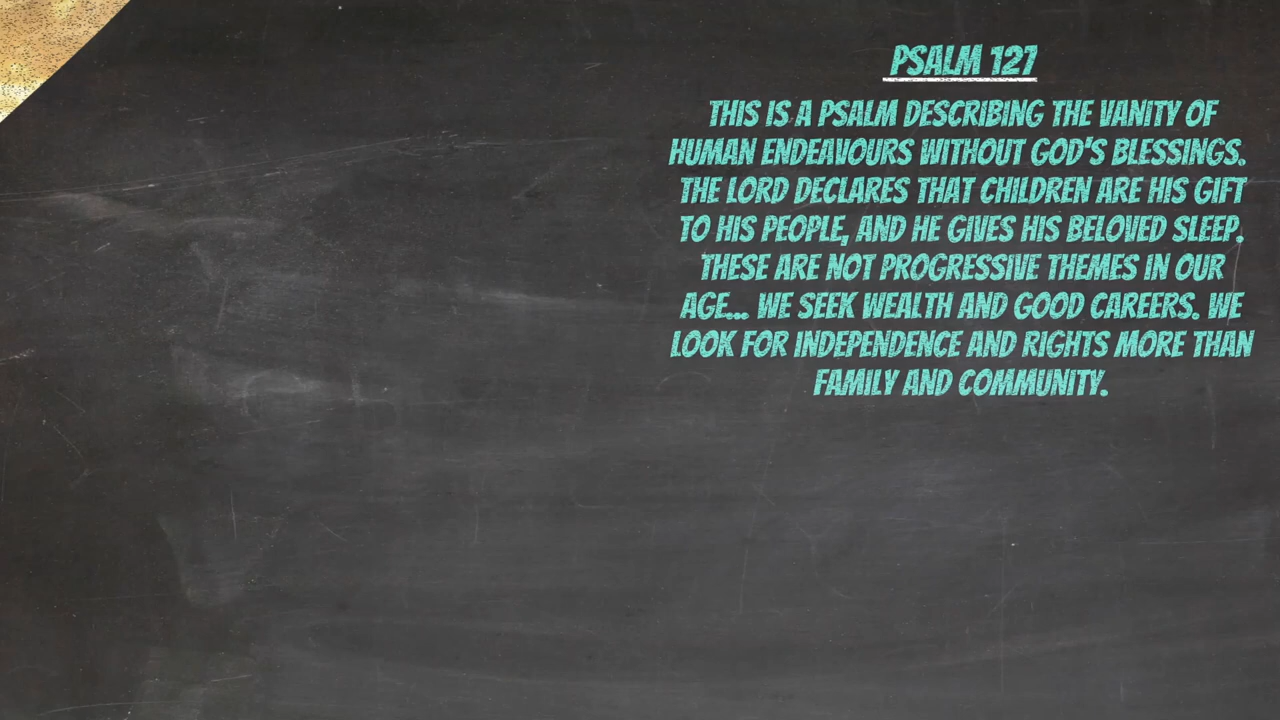 PSALM 127
THIS IS A PSALM DESCRIBING THE VANITY OF
HUMAN ENDEAVOURS WITHOUT GOD'S BLESSINGS.
THE LORD DECLARES THAT CHILDREN ARE HIS GIFT
TO HIS PEOPLE, AND HE GIVES HIS BELOVED SLEEP.
THESE ARE NOT PROGRESSIVE THEMES IN OUR
AGE... WE SEEK WEALTH AND GOOD CAREERS. WE
LOOK FOR INDEPENDENCE AND RIGHTS MORE THAN
FAMILY AND COMMUNITY.